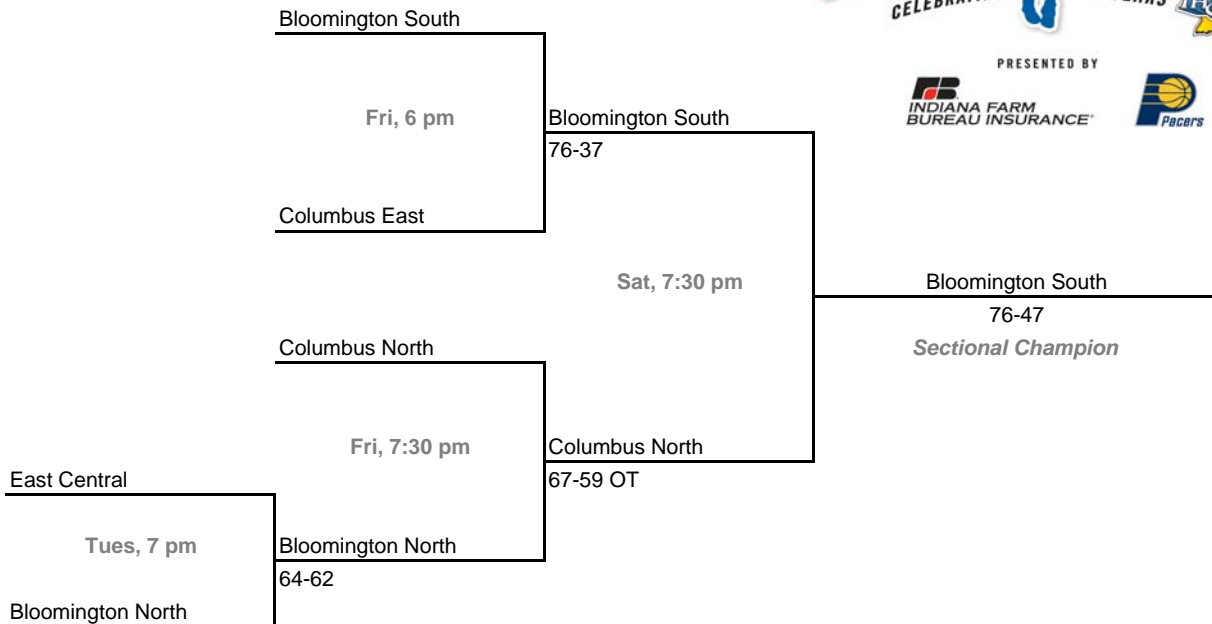 Bloomington South
PRESENTED BY
INDIANA FARM
BUREAU INSURANCE
Pacers
Fri, 6 pm
Bloomington South
76-37
Columbus East
Sat, 7:30 pm
Bloomington South
76-47
Sectional Champion
Columbus North
Fri, 7:30 pm
Columbus North
67-59 OT
East Central
Tues, 7 pm
Bloomington North
64-62
Bloomington North